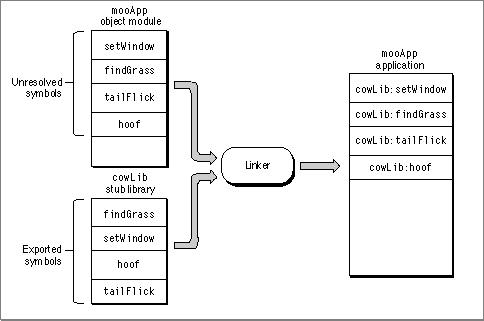 mooApp
object module
setWindow
findGrass
tailFlick
hoof
Unresolved
symbols
cowLib
stub library
findGrass
setWindow
hoof
tailFlick
Exported
symbols
Linker
mooApp
application
cowLib:setWindow
cowLib:findGrass
cowLib:tailFlick
cowLib:hoof